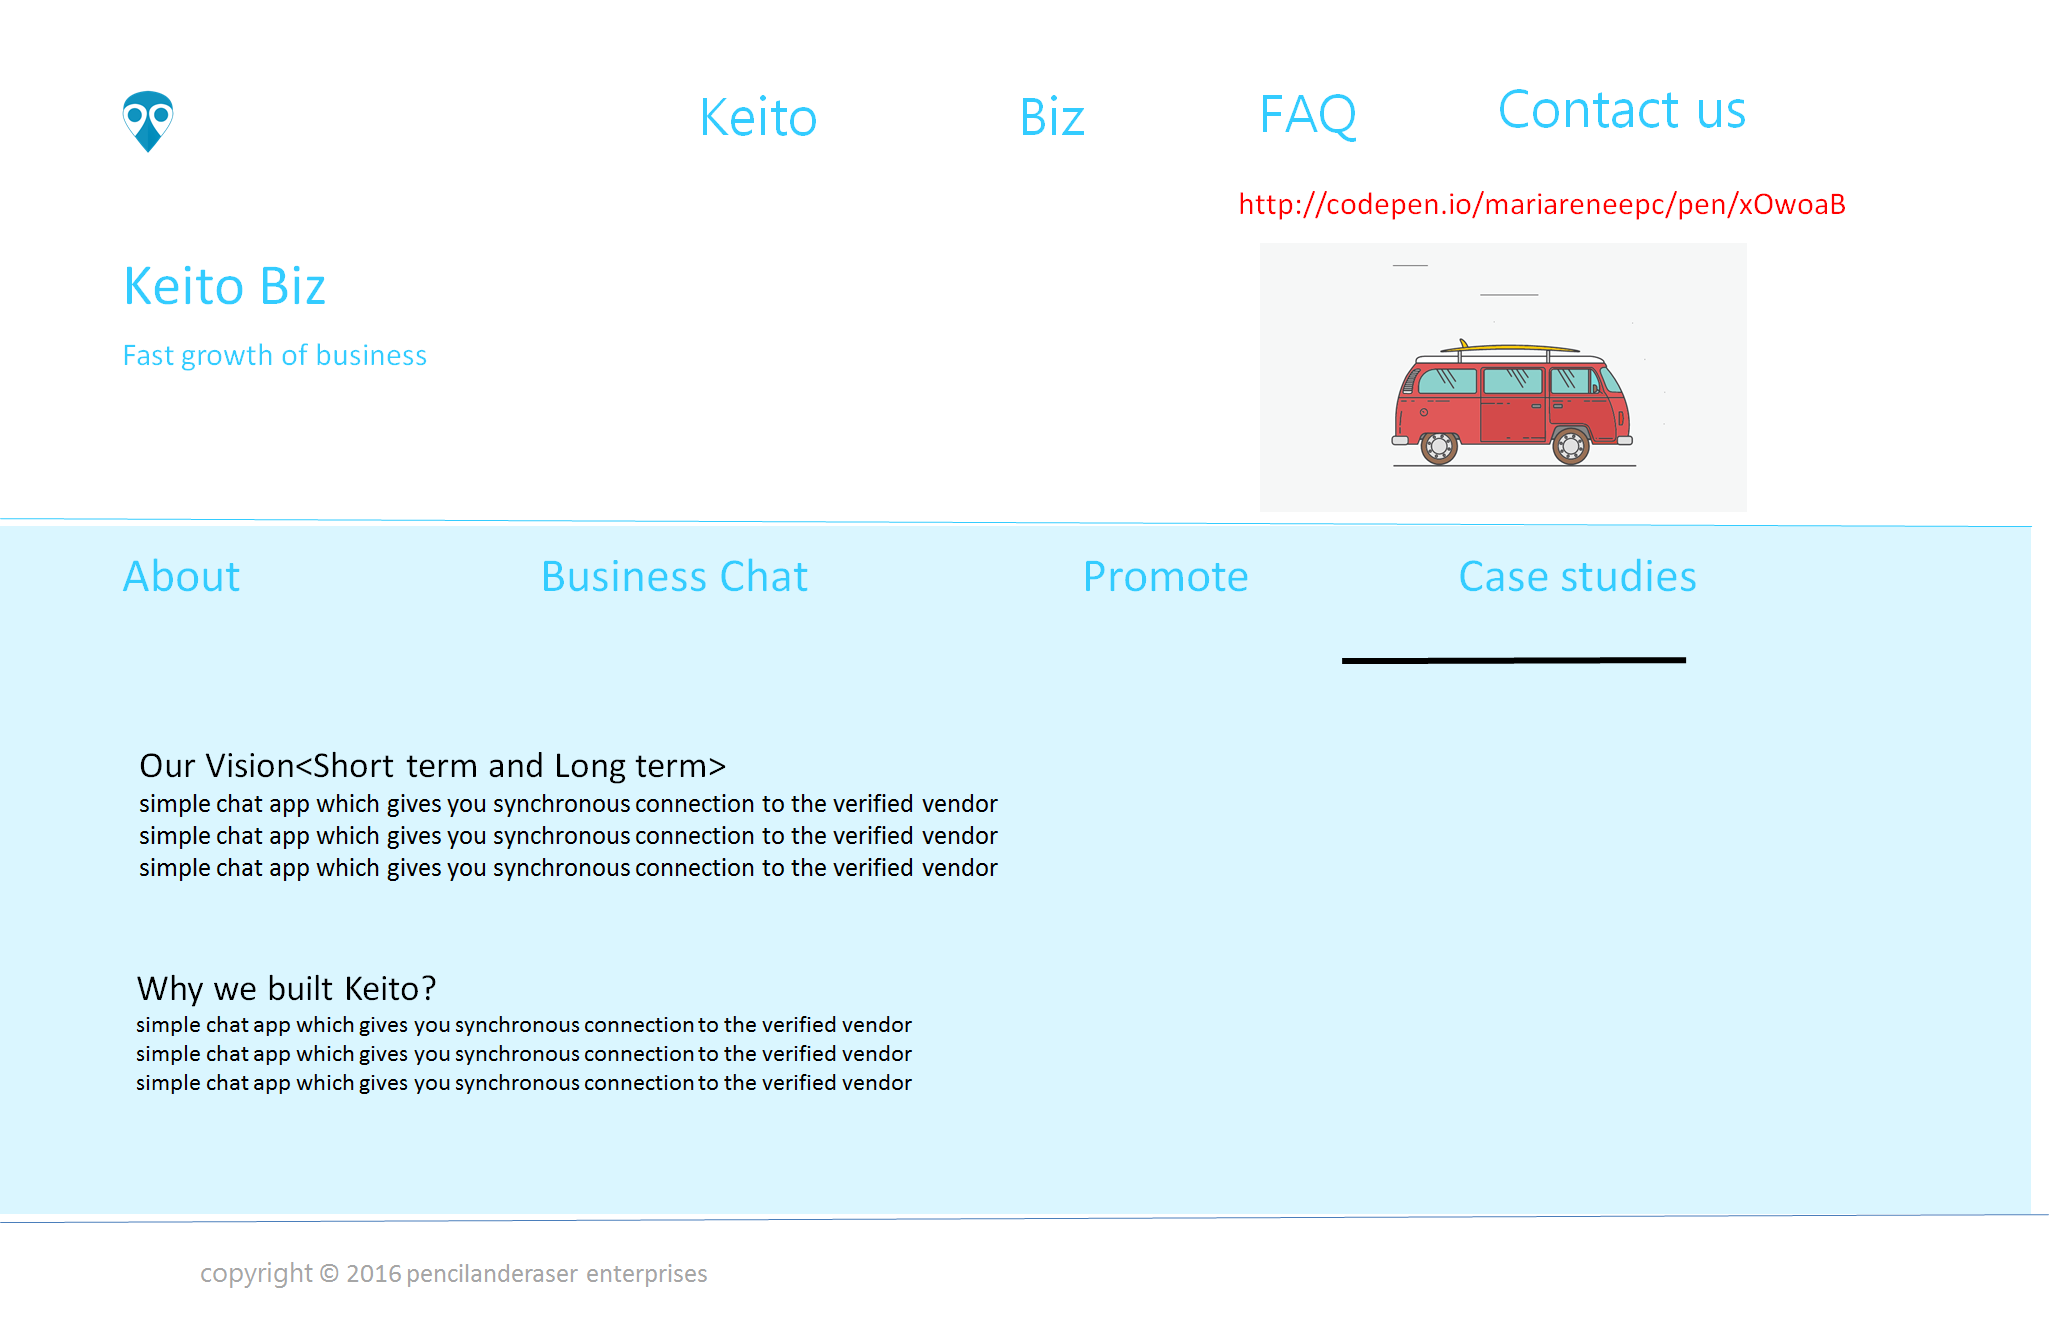 Keito Biz FAQ Contact us
http://codepen.io/mariareneepc/pen/xOwoaB
Keito Biz
Fast growth of business
About Business Chat Promote Case studies
Our Vision<Short term and Long term>
simple chat app which gives you synchronous connection to the verified vendor
simple chat app which gives you synchronous connection to the verified vendor
simple chat app which gives you synchronous connection to the verified vendor
Why we built Keito?
simple chat app which gives you synchronous connection to the verified vendor
simple chat app which gives you synchronous connection to the verified vendor
simple chat app which gives you synchronous connection to the verified vendor
copyright © 2016 pencilanderaser enterprises